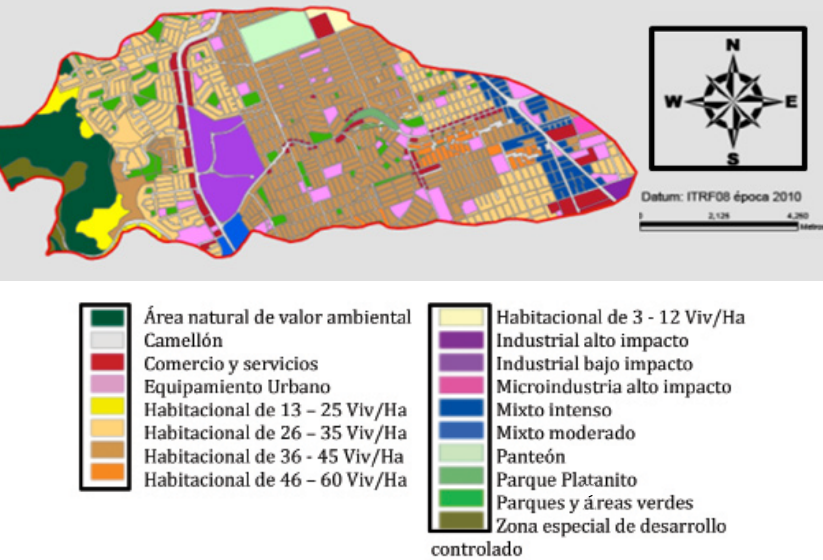 N
W
E
S
Datum: ITRF08 época 2010
2,125
4,250
Metros
Área natural de valor ambiental
Camellón
Comercio y servicios
Equipamiento Urbano
Habitacional de 13 – 25 Viv/Ha
Habitacional de 26 – 35 Viv/Ha
Habitacional de 36 - 45 Viv/Ha
Habitacional de 46 – 60 Viv/Ha
Habitacional de 3 - 12 Viv/Ha
Industrial alto impacto
Industrial bajo impacto
Microindustria alto impacto
Mixto intenso
Mixto moderado
Panteón
Parque Platanito
Parques y áreas verdes
Zona especial de desarrollo
controlado